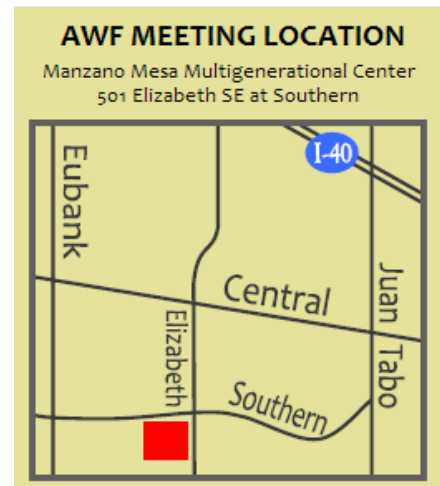 AWF MEETING LOCATION
Manzano Mesa Multigenerational Center
501 Elizabeth SE at Southern
I-40
Eubank
Central
Juan Tabo
Elizabeth
Southern